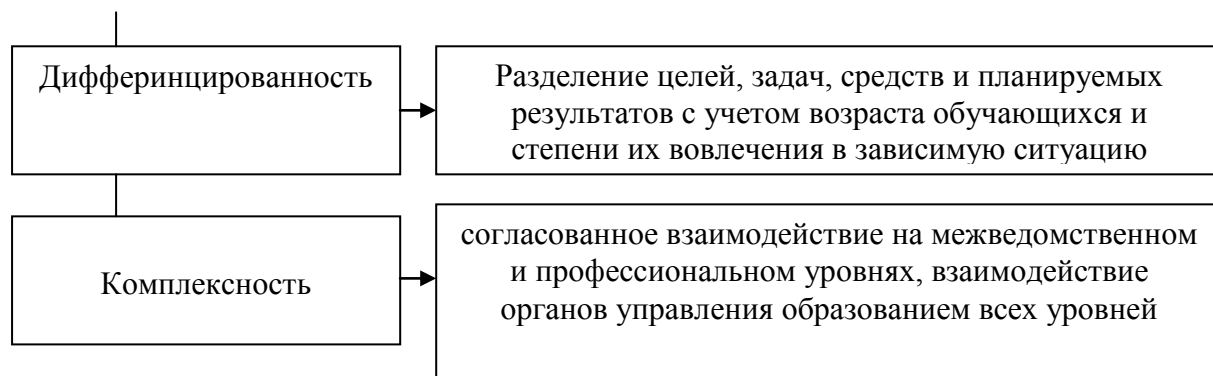 Дифферинцированность
Разделение целей, задач, средств и планируемых
результатов с учетом возраста обучающихся и
степени их вовлечения в зависимую ситуацию
Комплексность
согласованное взаимодействие на межведомственном
и профессиональном уровнях, взаимодействие
органов управления образованием всех уровней